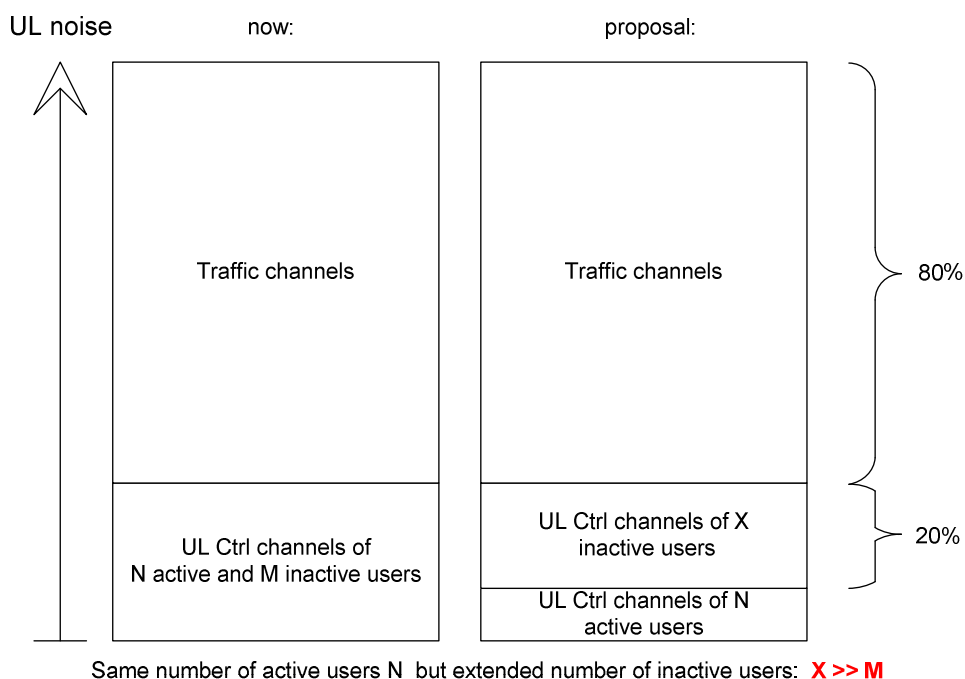 UL noise
now:
proposal:
Traffic channels
Traffic channels
80%
UL Ctrl channels of
N active and M inactive users
UL Ctrl channels of X
inactive users
20%
UL Ctrl channels of N
active users
Same number of active users N but extended number of inactive users: X >> M